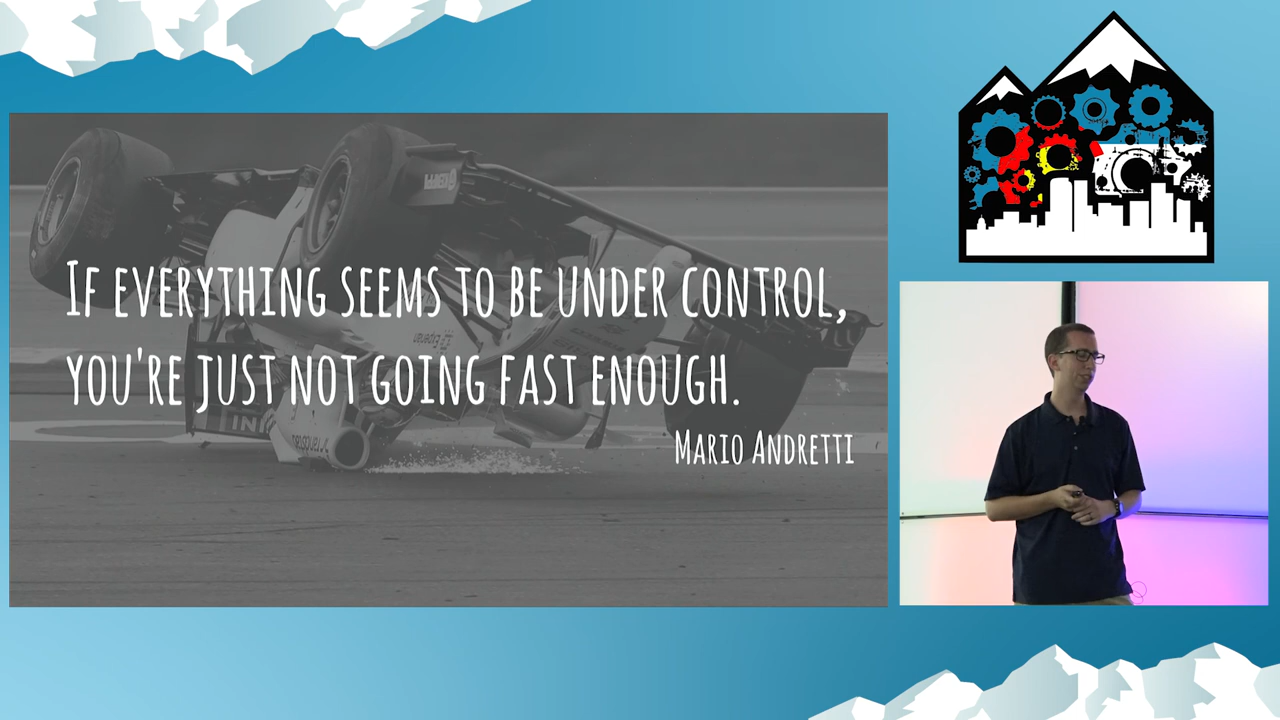 If everything seems to be under control,
you're just not going fast enough.
Mario Andretti